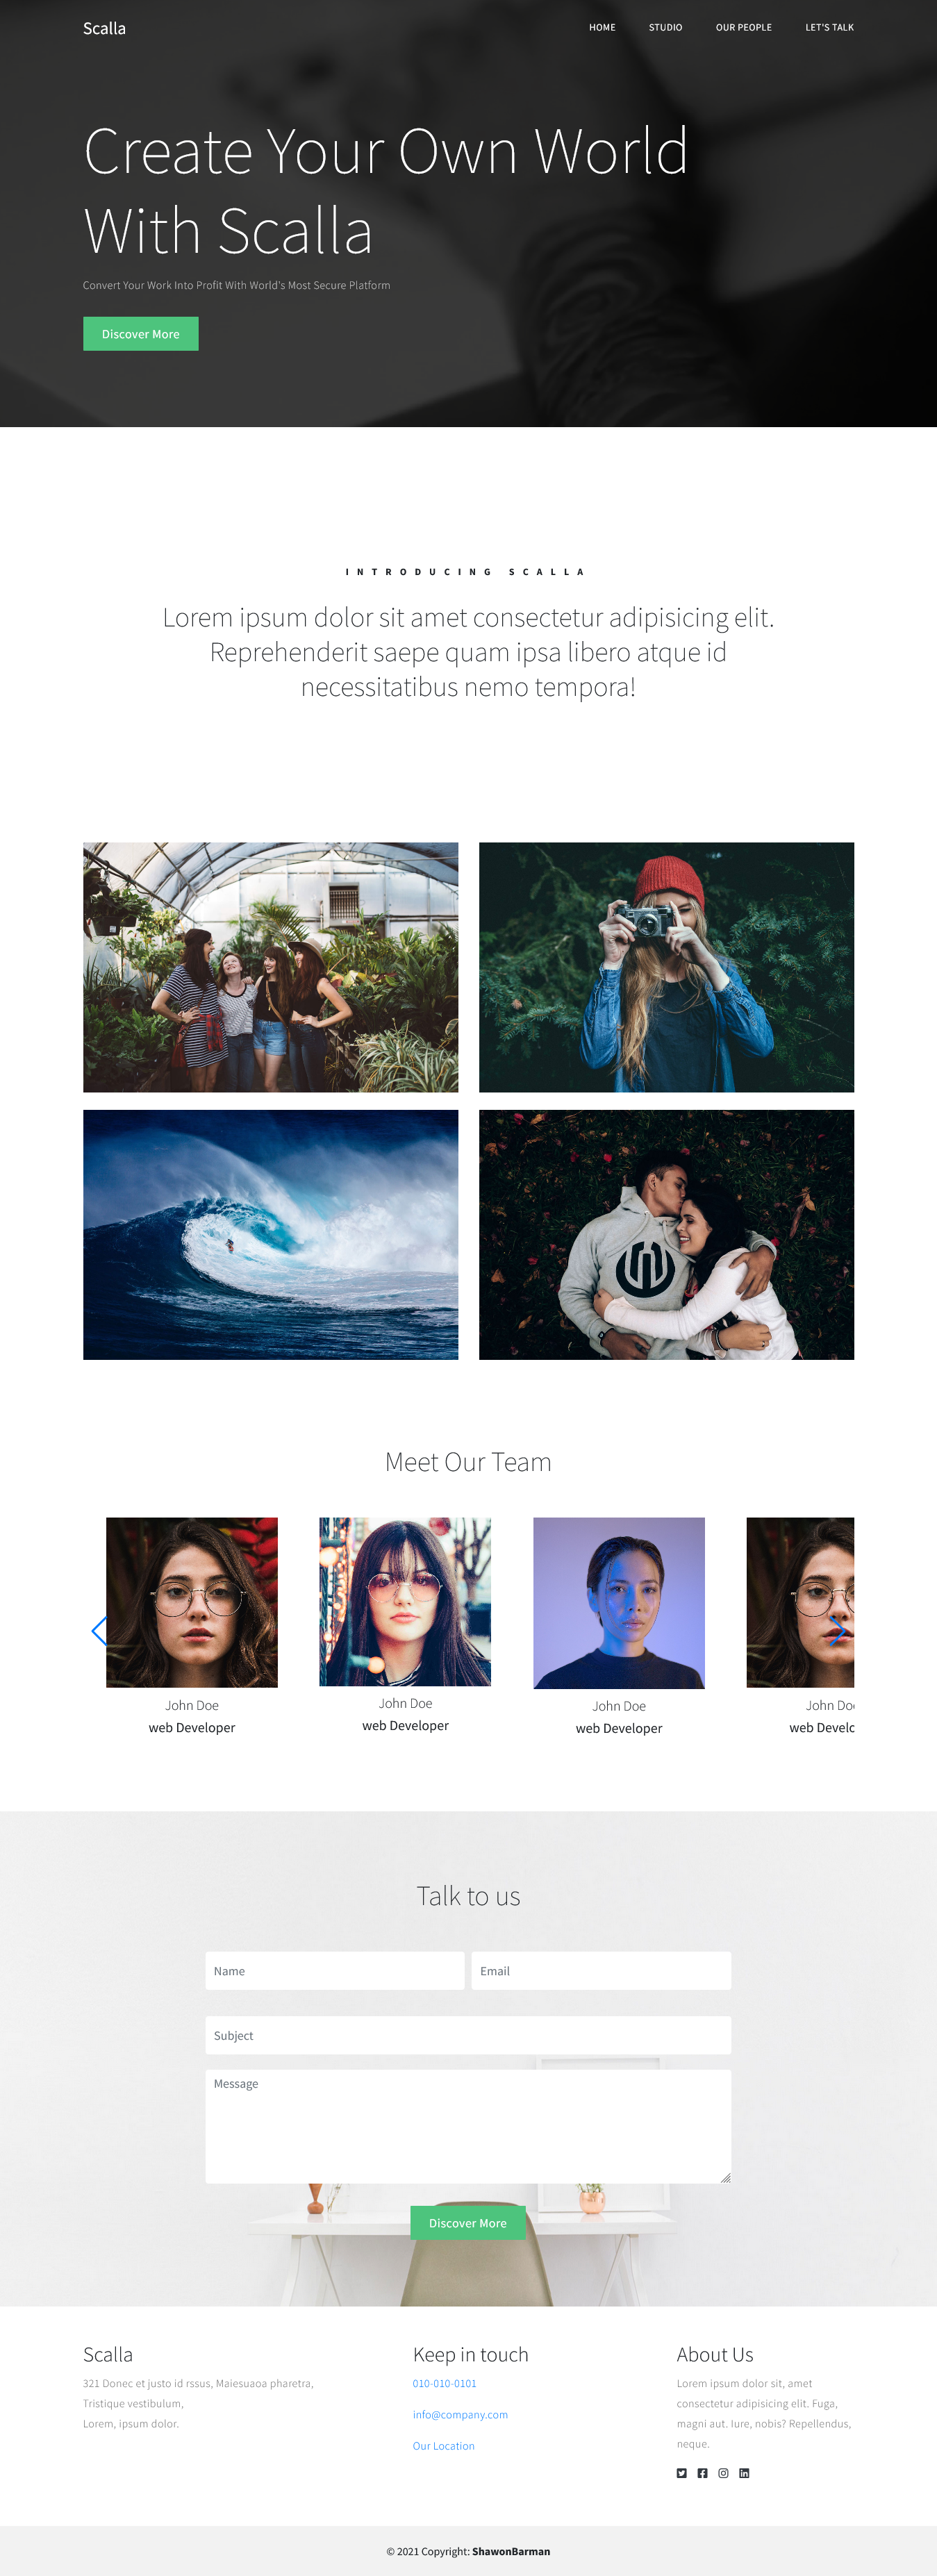 Scalla
HOME STUDIO OUR PEOPLE LET'S TALK
Create Your Own World
With Scalla
Convert Your Work Into Profit With World's Most Secure Platform
Discover More
INTRODUCING SCALLA
Lorem ipsum dolor sit amet consectetur adipisicing elit.
Reprehenderit saepe quam ipsa libero atque id
necessitatibus nemo tempora!
Meet Our Team
John Doe
web Developer
John Doe
web Developer
John Doe
web Developer
John Doe
web Develo
Talk to us
Name
Email
Subject
Message
Discover More
Scalla
321 Donec et justo id rssus, Maiesuaoa pharetra,
Tristique vestibulum,
Lorem, ipsum dolor.
Keep in touch
010-010-0101
info@company.com
Our Location
About Us
Lorem ipsum dolor sit, amet
consectetur adipisicing elit. Fuga,
magni aut. Iure, nobis? Repellendus,
neque.
© 2021 Copyright: ShawonBarman